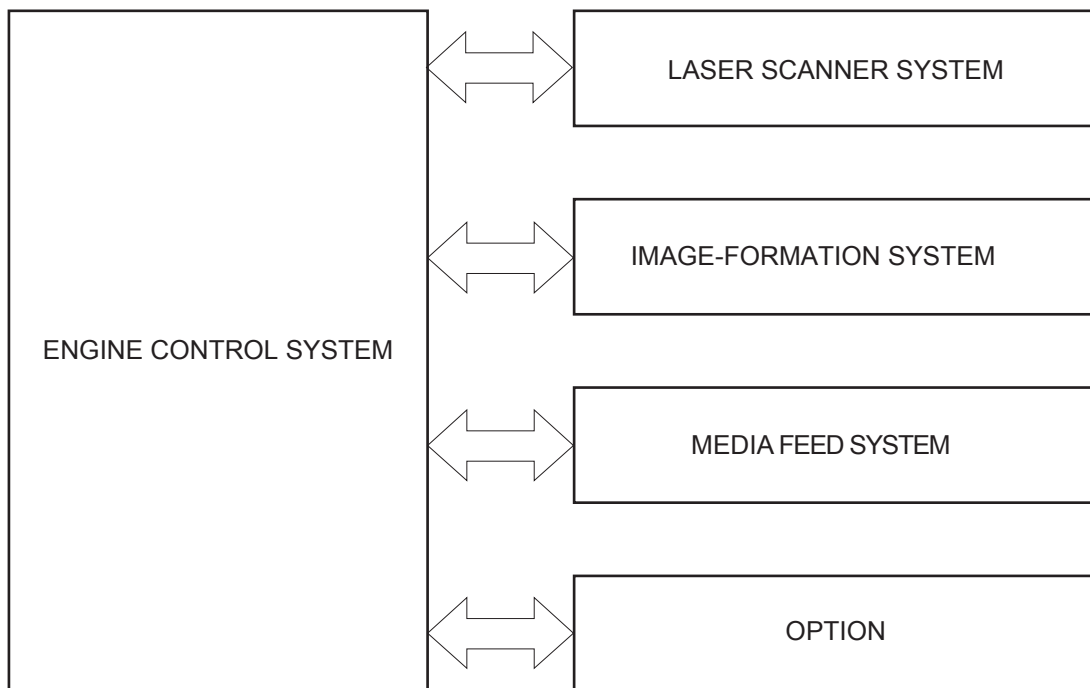 LASER SCANNER SYSTEM
IMAGE-FORMATION SYSTEM
ENGINE CONTROL SYSTEM
MEDIA FEED SYSTEM
OPTION